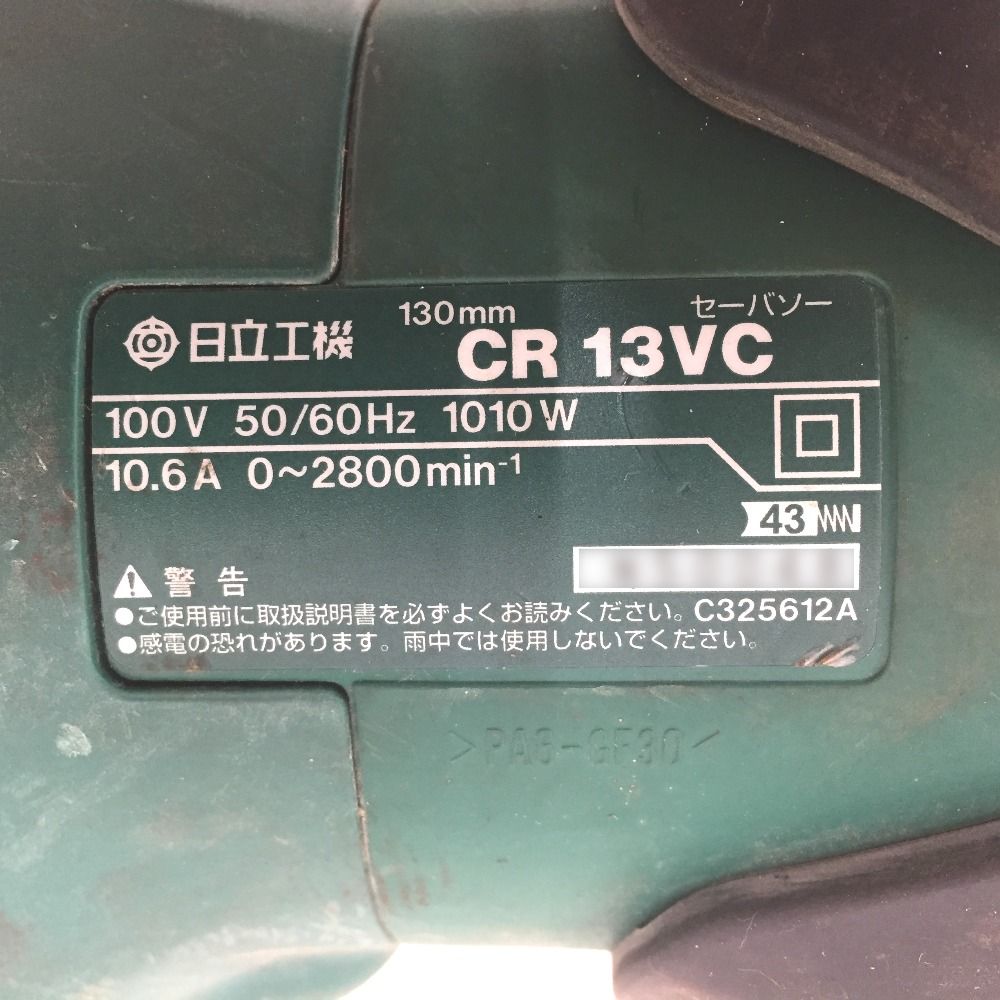 130mm セーバソー
日立工機 CR 13VC
100V 50/60Hz 1010W
10.6A 0～2800min⁻¹
43
警告
●ご使用前に取扱説明書を必ずよくお読みください。 C325612A
●感電の恐れがあります。雨中では使用しないでください。
>PA6-GF30<